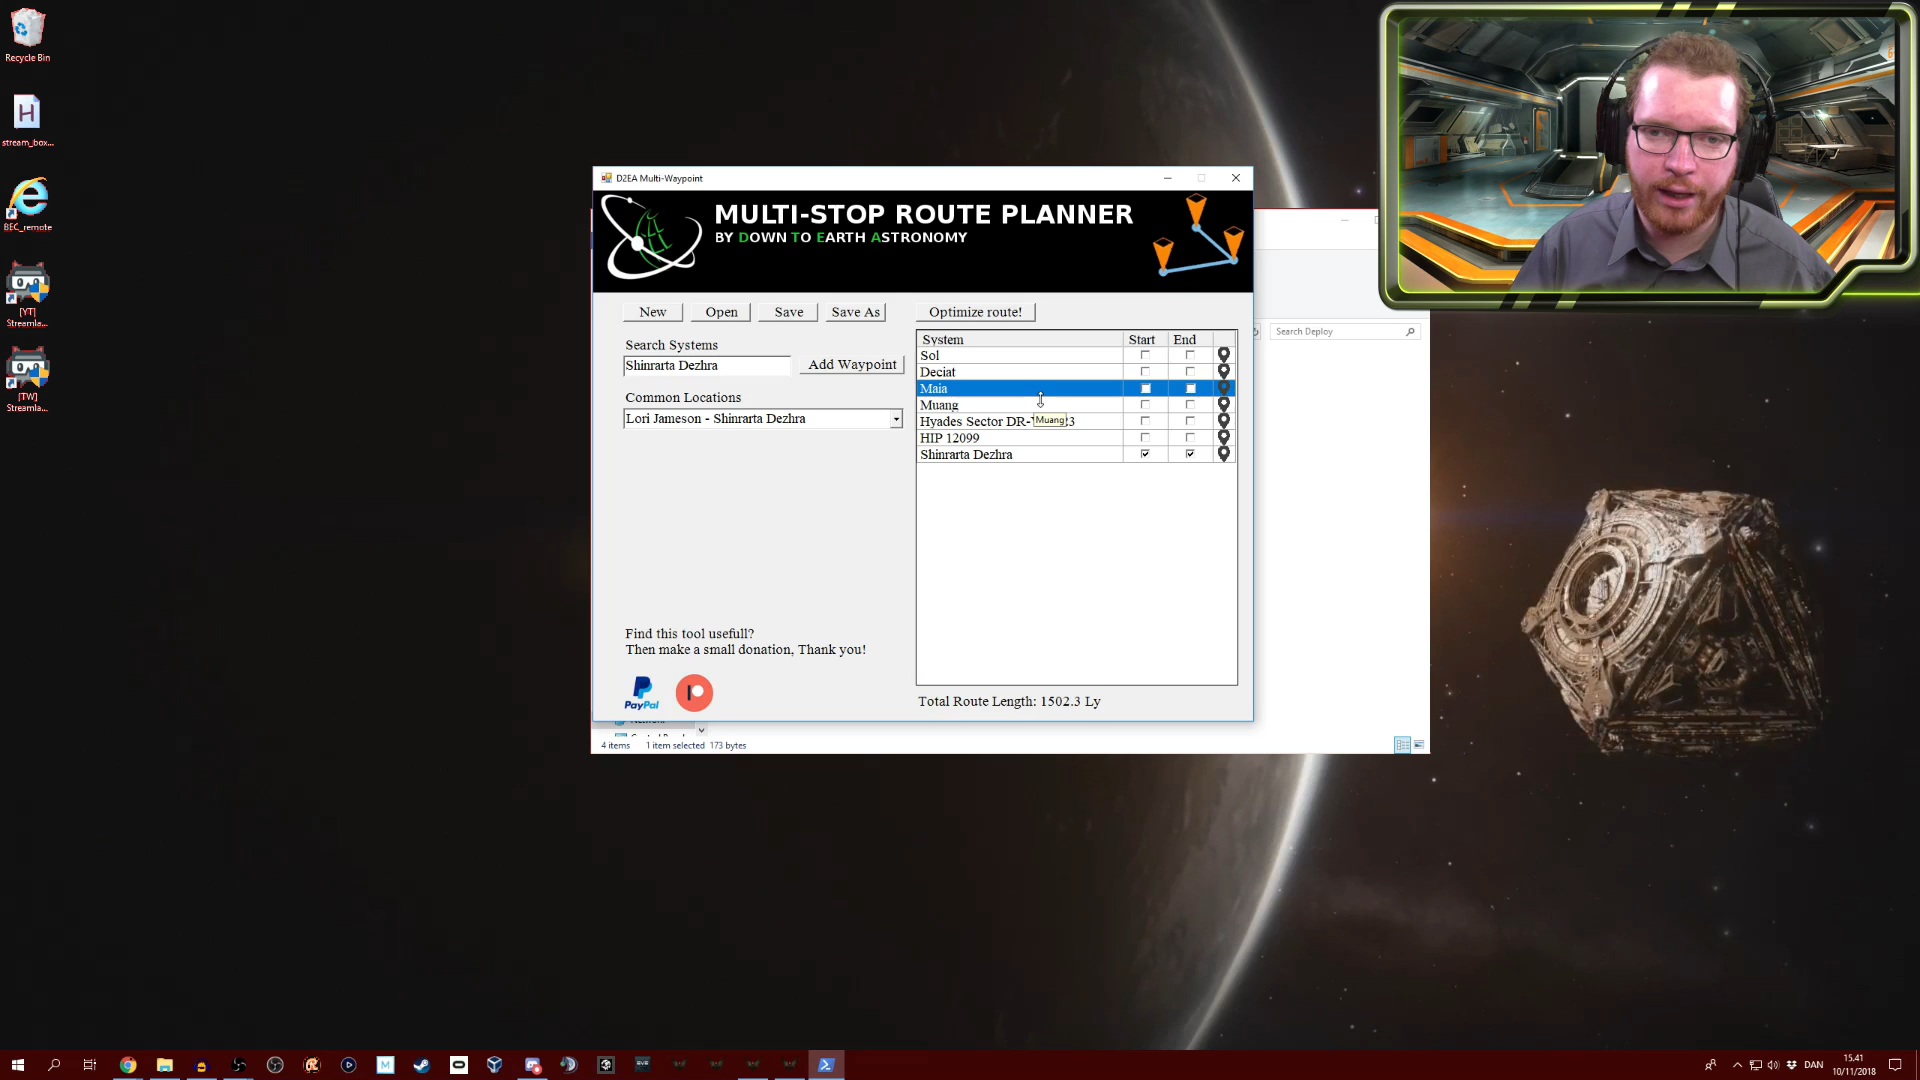 Recycle Bin
stream_box...
BEC_remote
[YT]
Streamla...
[TW]
Streamla...
D2EA Multi-Waypoint
MULTI-STOP ROUTE PLANNER
BY DOWN TO EARTH ASTRONOMY
New
Open
Save
Save As
Optimize route!
Search Systems
Shinrarta Dezhra
Add Waypoint
Common Locations
Lori Jameson - Shinrarta Dezhra
System Start End
Sol
Deciat
Maia
Muang
Hyades Sector DR-
Muang
HIP 12099
Shinrarta Dezhra
Find this tool usefull?
Then make a small donation, Thank you!
PayPal
Total Route Length: 1502.3 Ly
Search Deploy
4 items 1 item selected 173 bytes
DAN
15.41
10/11/2018